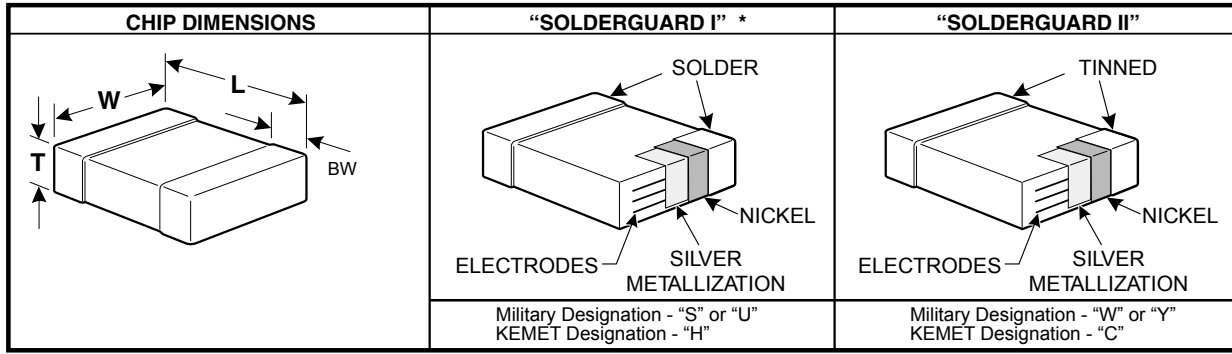 CHIP DIMENSIONS
W
L
T
BW
“SOLDERGUARD I” *
SOLDER
NICKEL
ELECTRODES
SILVER
METALLIZATION
Military Designation - “S” or “U”
KEMET Designation - “H”
“SOLDERGUARD II”
TINNED
NICKEL
ELECTRODES
SILVER
METALLIZATION
Military Designation - “W” or “Y”
KEMET Designation - “C”